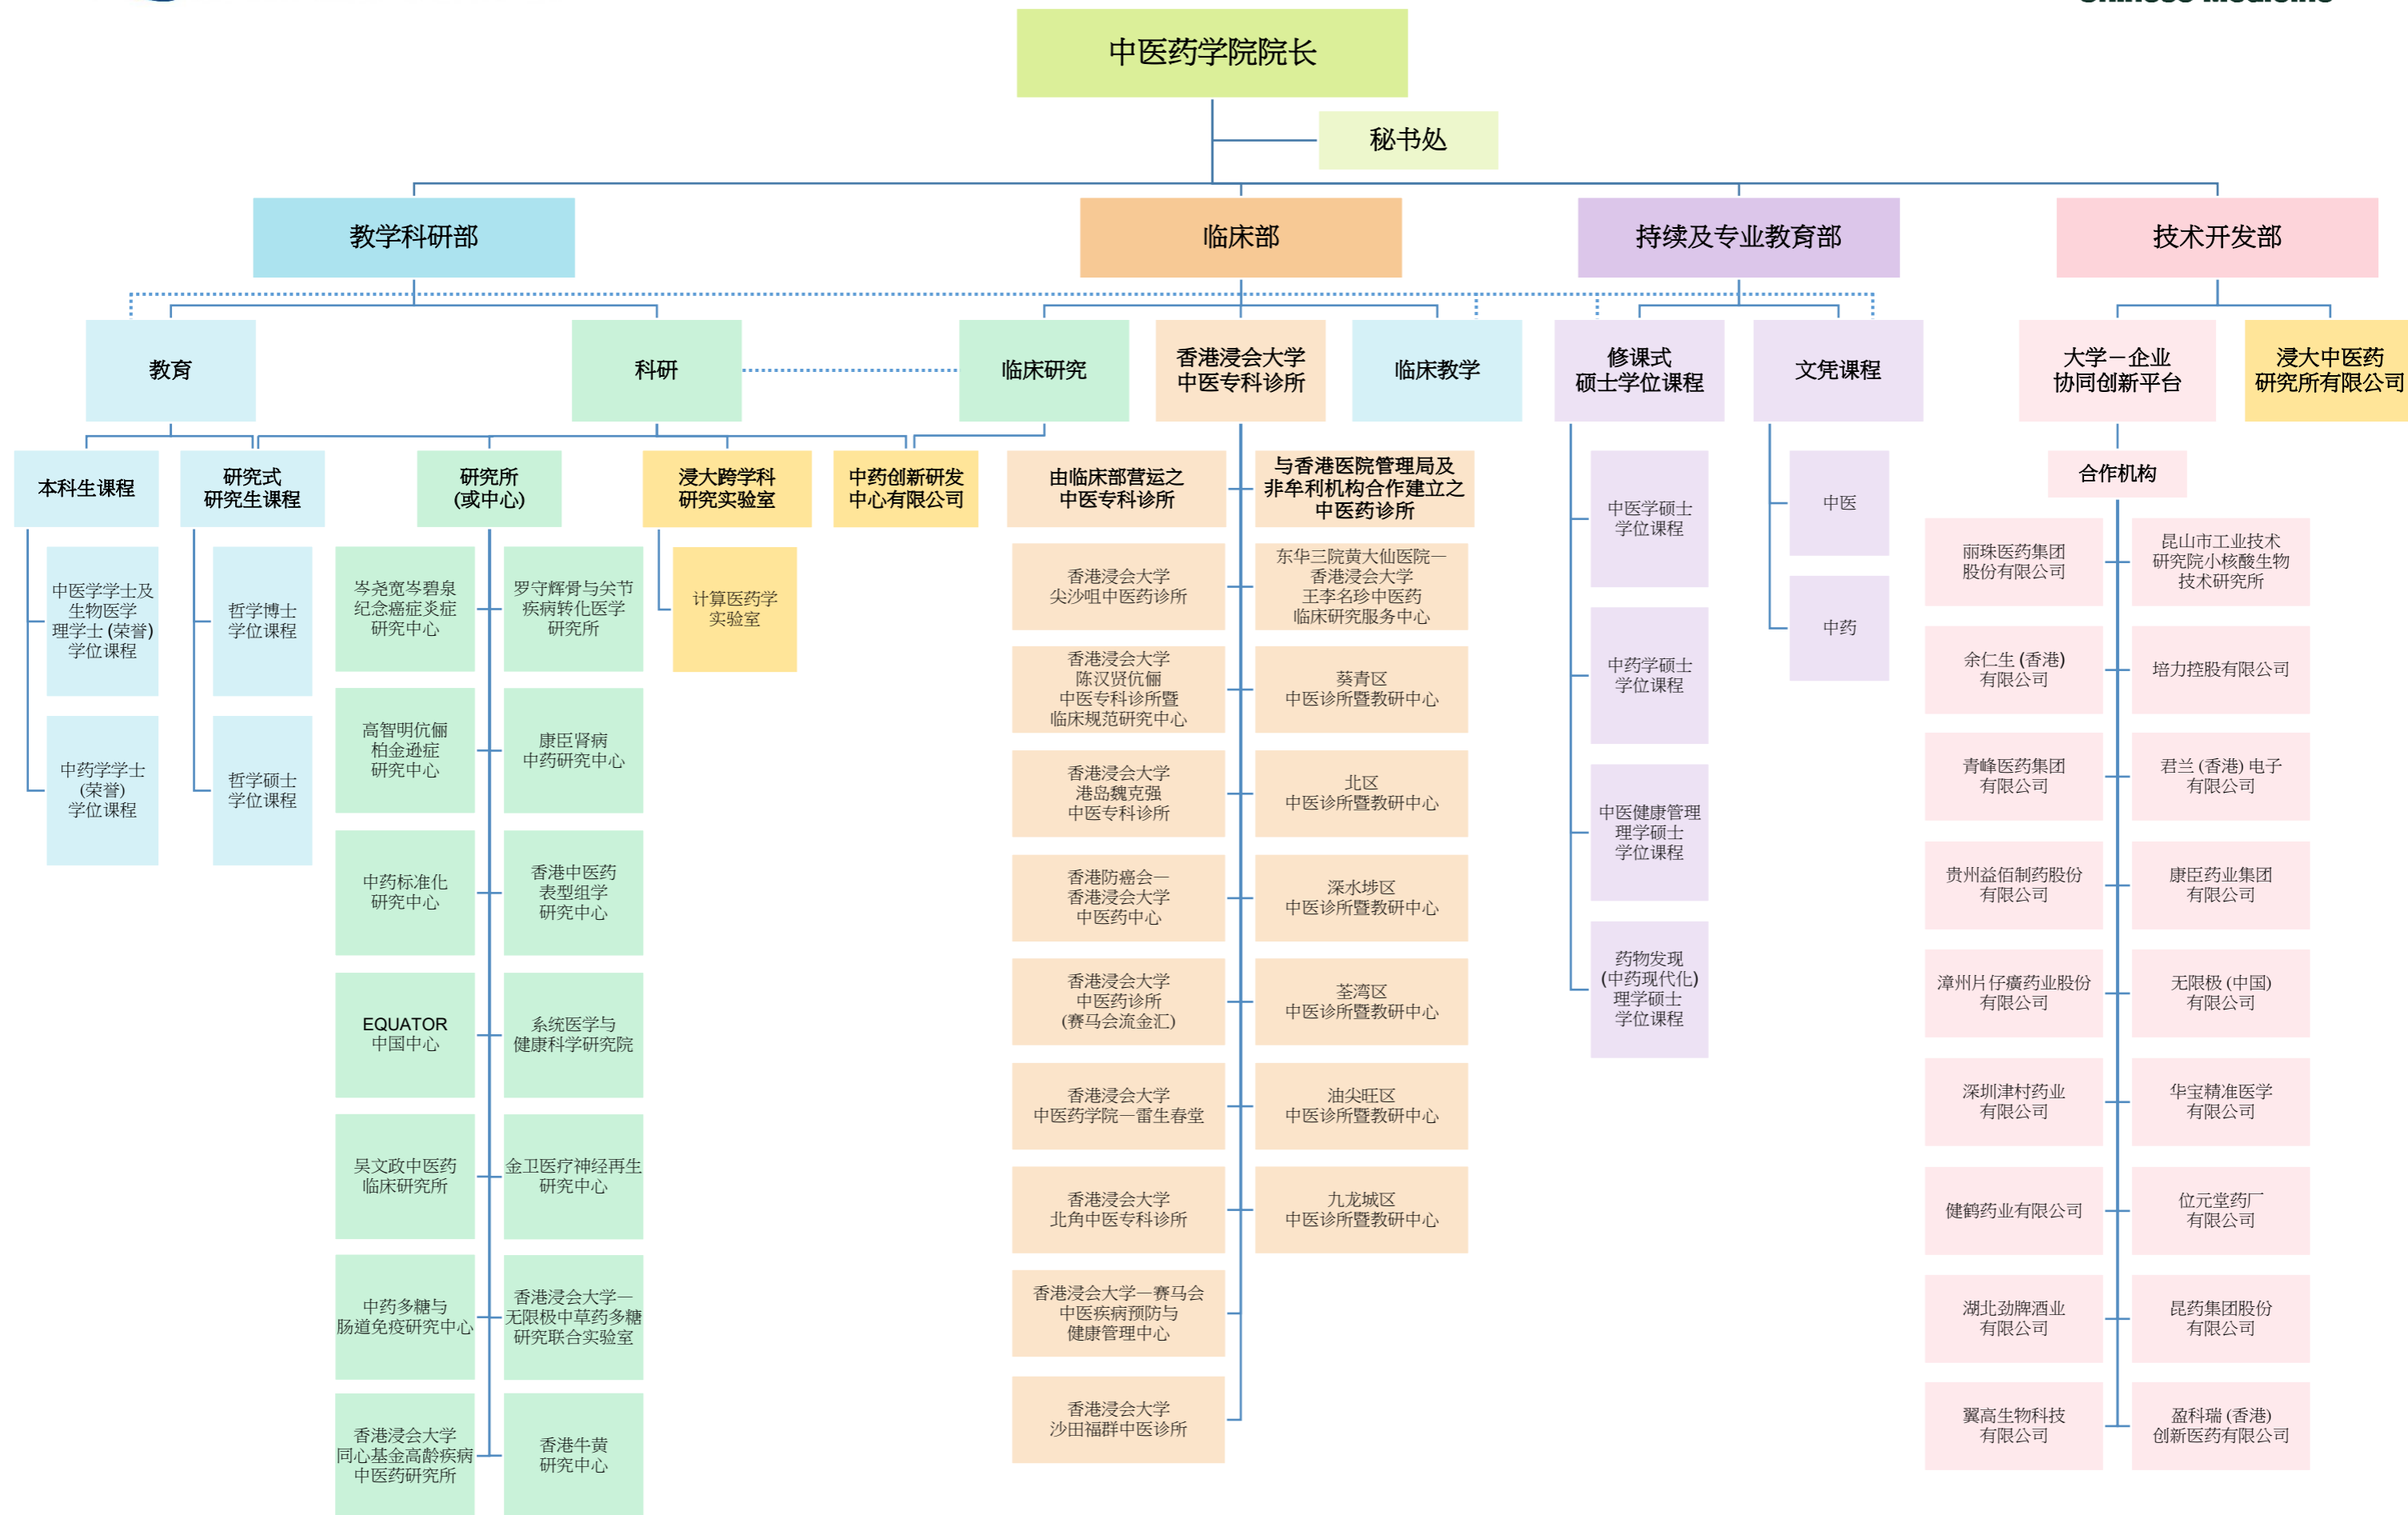 中医药学院院长
秘书处
教学科研部
临床部
持续及专业教育部
技术开发部
教育
科研
临床研究
香港浸会大学
中医专科诊所
临床教学
修课式
硕士学位课程
文凭课程
大学－企业
协同创新平台
浸大中医药
研究所有限公司
本科生课程
研究式
研究生课程
研究所
(或中心)
浸大跨学科
研究实验室
中药创新研发
中心有限公司
由临床部营运之
中医专科诊所
与香港医院管理局及
非牟利机构合作建立之
中医药诊所
合作机构
中医学学士及
生物医学
理学士 (荣誉)
学位课程
中药学学士
(荣誉)
学位课程
哲学博士
学位课程
哲学硕士
学位课程
岑尧宽岑碧泉
纪念癌症炎症
研究中心
罗守辉骨与关节
疾病转化医学
研究所
高智明伉俪
柏金逊症
研究中心
康臣肾病
中药研究中心
中药标准化
研究中心
香港中医药
表型组学
研究中心
EQUATOR
中国中心
系统医学与
健康科学研究院
吴文政中医药
临床研究所
金卫医疗神经再生
研究中心
中药多糖与
肠道免疫研究中心
香港浸会大学—
无限极中草药多糖
研究联合实验室
香港浸会大学
同心基金高龄疾病
中医药研究所
香港牛黄
研究中心
计算医药学
实验室
香港浸会大学
尖沙咀中医药诊所
东华三院黄大仙医院—
香港浸会大学
王李名珍中医药
临床研究服务中心
香港浸会大学
陈汉贤伉俪
中医专科诊所暨
临床规范研究中心
葵青区
中医诊所暨教研中心
香港浸会大学
港岛魏克强
中医专科诊所
北区
中医诊所暨教研中心
香港防癌会—
香港浸会大学
中医药中心
深水埗区
中医诊所暨教研中心
香港浸会大学
中医药诊所
(赛马会流金汇)
荃湾区
中医诊所暨教研中心
香港浸会大学
中医药学院—雷生春堂
油尖旺区
中医诊所暨教研中心
香港浸会大学
北角中医专科诊所
九龙城区
中医诊所暨教研中心
香港浸会大学—赛马会
中医疾病预防与
健康管理中心
香港浸会大学
沙田福群中医诊所
中医学硕士
学位课程
中药学硕士
学位课程
中医健康管理
理学硕士
学位课程
药物发现
(中药现代化)
理学硕士
学位课程
中医
中药
丽珠医药集团
股份有限公司
昆山市工业技术
研究院小核酸生物
技术研究所
余仁生 (香港)
有限公司
培力控股有限公司
青峰医药集团
有限公司
君兰 (香港) 电子
有限公司
贵州益佰制药股份
有限公司
康臣药业集团
有限公司
漳州片仔癀药业股份
有限公司
无限极 (中国)
有限公司
深圳津村药业
有限公司
华宝精准医学
有限公司
健鹤药业有限公司
位元堂药厂
有限公司
湖北劲牌酒业
有限公司
昆药集团股份
有限公司
翼高生物科技
有限公司
盈科瑞 (香港)
创新医药有限公司